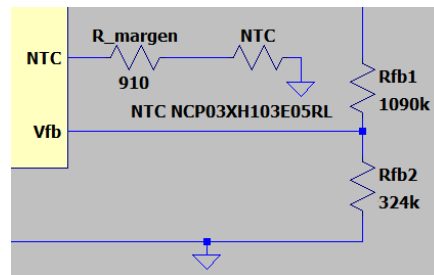 R_margen
NTC
NTC
910
Rfb1
1090k
NTC NCP03XH103E05RL
Vfb
Rfb2
324k